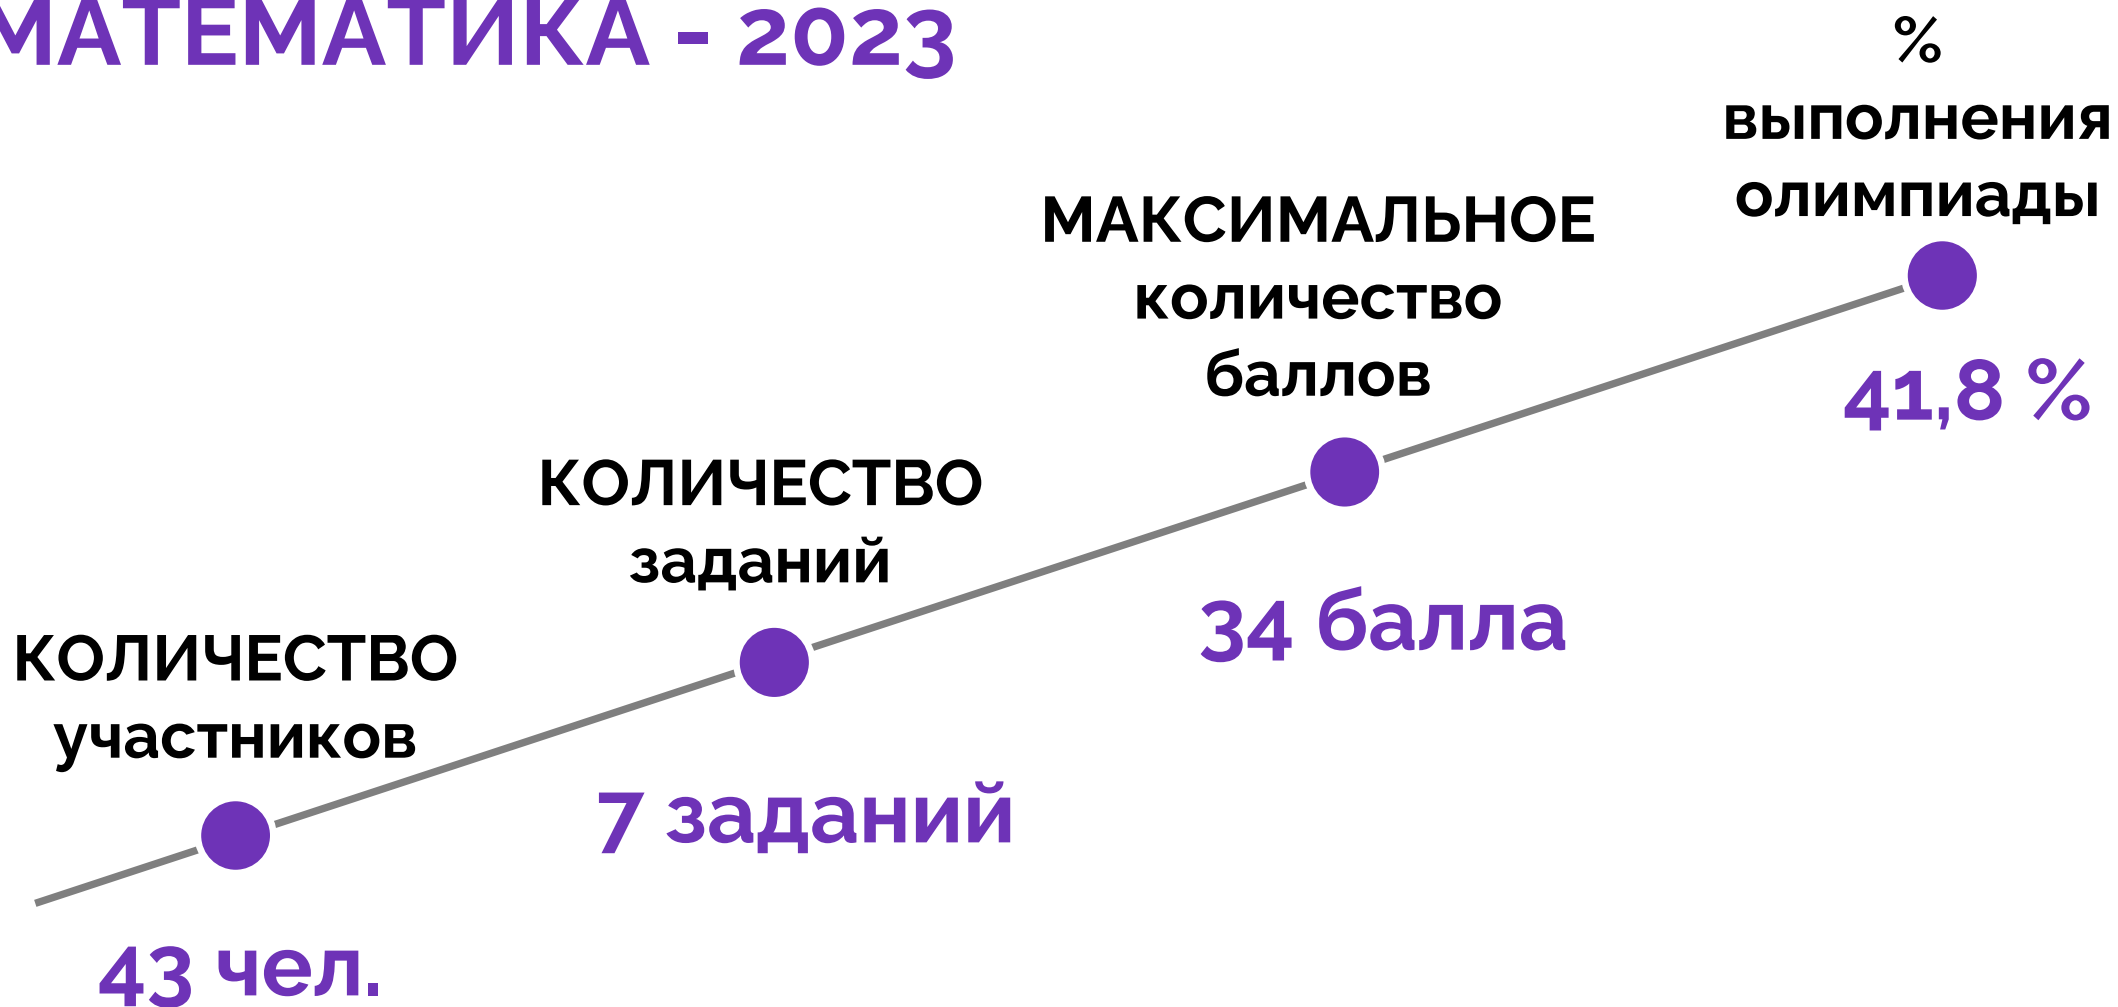 МАТЕМАТИКА - 2023
КОЛИЧЕСТВО
участников
43 чел.
КОЛИЧЕСТВО
заданий
7 заданий
МАКСИМАЛЬНОЕ
количество
баллов
34 балла
%
выполнения
олимпиады
41,8 %